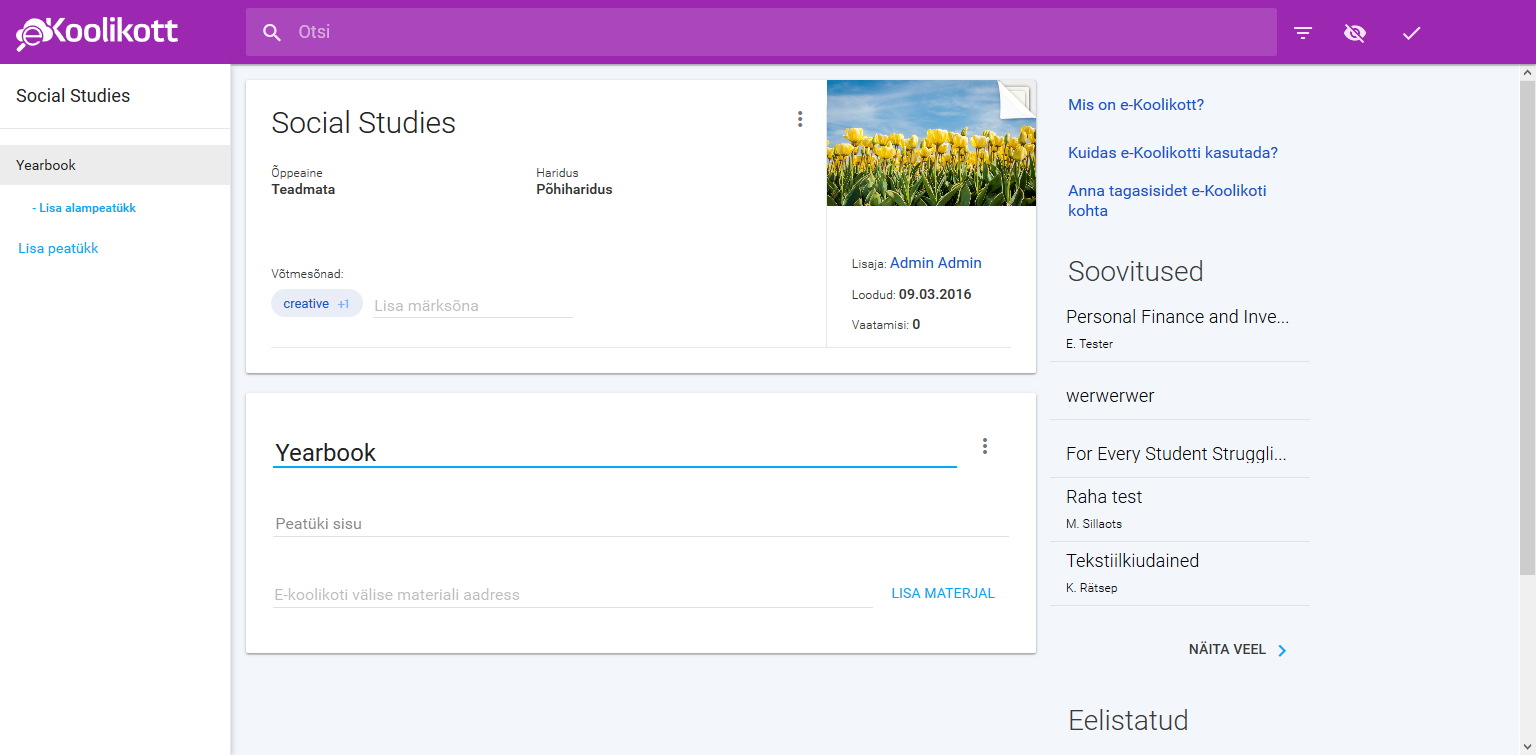 eKoolikott
Otsi
Social Studies
Yearbook
- Lisa alampeatükk
Lisa peatükk
Social Studies
Õppeaine
Teadmata
Haridus
Põhiharidus
Võtmesõnad:
creative +1
Lisa märksõna
Lisaja: Admin Admin
Loodud: 09.03.2016
Vaatamisi: 0
Yearbook
Peatüki sisu
E-koolikoti välise materiali aadress
LISA MATERJAL
Mis on e-Koolikott?
Kuidas e-Koolikotti kasutada?
Anna tagasisidet e-Koolikoti
kohta
Soovitused
Personal Finance and Inve...
E. Tester
werwerwer
For Every Student Struggli...
Raha test
M. Sillaots
Tekstiilkiudained
K. Rätsep
NÄITA VEEL
Eelistatud